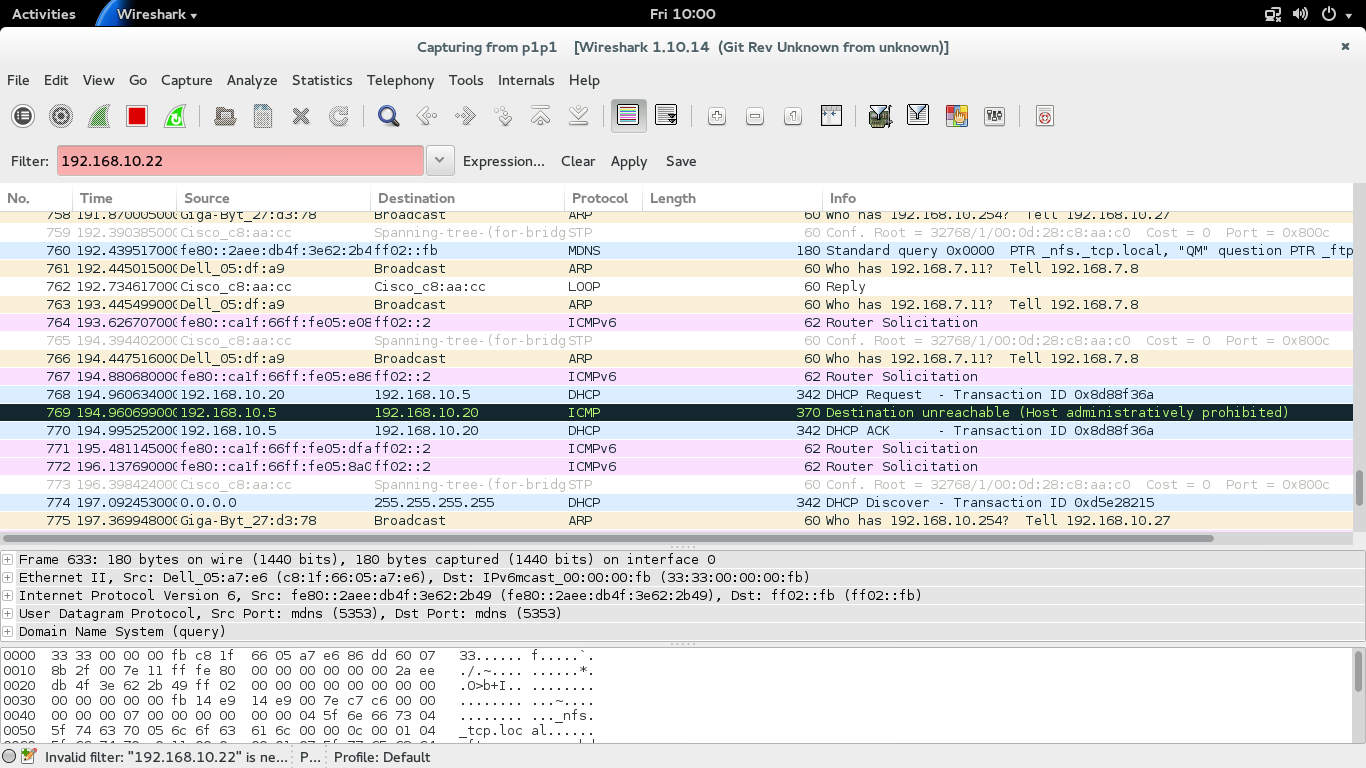 Activities Wireshark Fri 10:00
Capturing from p1p1 [Wireshark 1.10.14 (Git Rev Unknown from unknown)]
File Edit View Go Capture Analyze Statistics Telephony Tools Internals Help
Filter: 192.168.10.22 Expression... Clear Apply Save
No. Time Source Destination Protocol Length Info
758 191.870005000 Giga-Byt_27:d3:78 Broadcast ARP 60 Who has 192.168.10.254? Tell 192.168.10.27
759 192.390385000 Cisco_c8:aa:cc Spanning-tree-(for-bridg STP 60 Conf. Root = 32768/1/00:0d:28:c8:aa:c0 Cost = 0 Port = 0x800c
760 192.439517000 fe80::2aee:db4f:3e62:2b4 ff02::fb MDNS 180 Standard query 0x0000 PTR _nfs._tcp.local, "QM" question PTR _ftp
761 192.445015000 Dell_05:df:a9 Broadcast ARP 60 Who has 192.168.7.11? Tell 192.168.7.8
762 192.734617000 Cisco_c8:aa:cc Cisco_c8:aa:cc LOOP 60 Reply
763 193.445499000 Dell_05:df:a9 Broadcast ARP 60 Who has 192.168.7.11? Tell 192.168.7.8
764 193.626707000 fe80::ca1f:66ff:fe05:e08 ff02::2 ICMPv6 62 Router Solicitation
765 194.394402000 Cisco_c8:aa:cc Spanning-tree-(for-bridg STP 60 Conf. Root = 32768/1/00:0d:28:c8:aa:c0 Cost = 0 Port = 0x800c
766 194.447516000 Dell_05:df:a9 Broadcast ARP 60 Who has 192.168.7.11? Tell 192.168.7.8
767 194.880680000 fe80::ca1f:66ff:fe05:e86 ff02::2 ICMPv6 62 Router Solicitation
768 194.960634000 192.168.10.20 192.168.10.5 DHCP 342 DHCP Request - Transaction ID 0x8d88f36a
769 194.960699000 192.168.10.5 192.168.10.20 ICMP 370 Destination unreachable (Host administratively prohibited)
770 194.995252000 192.168.10.5 192.168.10.20 DHCP 342 DHCP ACK - Transaction ID 0x8d88f36a
771 195.481145000 fe80::ca1f:66ff:fe05:dfa ff02::2 ICMPv6 62 Router Solicitation
772 196.137690000 fe80::ca1f:66ff:fe05:8a0 ff02::2 ICMPv6 62 Router Solicitation
773 196.398424000 Cisco_c8:aa:cc Spanning-tree-(for-bridg STP 60 Conf. Root = 32768/1/00:0d:28:c8:aa:c0 Cost = 0 Port = 0x800c
774 197.092453000 0.0.0.0 255.255.255.255 DHCP 342 DHCP Discover - Transaction ID 0xd5e28215
775 197.369948000 Giga-Byt_27:d3:78 Broadcast ARP 60 Who has 192.168.10.254? Tell 192.168.10.27
Frame 633: 180 bytes on wire (1440 bits), 180 bytes captured (1440 bits) on interface 0
Ethernet II, Src: Dell_05:a7:e6 (c8:1f:66:05:a7:e6), Dst: IPv6mcast_00:00:00:fb (33:33:00:00:00:fb)
Internet Protocol Version 6, Src: fe80::2aee:db4f:3e62:2b49 (fe80::2aee:db4f:3e62:2b49), Dst: ff02::fb (ff02::fb)
User Datagram Protocol, Src Port: mdns (5353), Dst Port: mdns (5353)
Domain Name System (query)
0000 33 33 00 00 00 fb c8 1f 66 05 a7 e6 86 dd 60 07 33...... f.....`.
0010 8b 2f 00 7e 11 ff fe 80 00 00 00 00 00 00 2a ee ./.~.... ......*.
0020 db 4f 3e 62 2b 49 ff 02 00 00 00 00 00 00 00 00 .O>b+I.. ........
0030 00 00 00 00 00 fb 14 e9 14 e9 00 7e c7 c6 00 00 ........ ...~....
0040 00 00 00 07 00 00 00 00 00 00 04 5f 6e 66 73 04 ........ ..._nfs.
0050 5f 74 63 70 05 6c 6f 63 61 6c 00 00 0c 00 01 04 _tcp.loc al......
Invalid filter: "192.168.10.22" is ne... P... Profile: Default